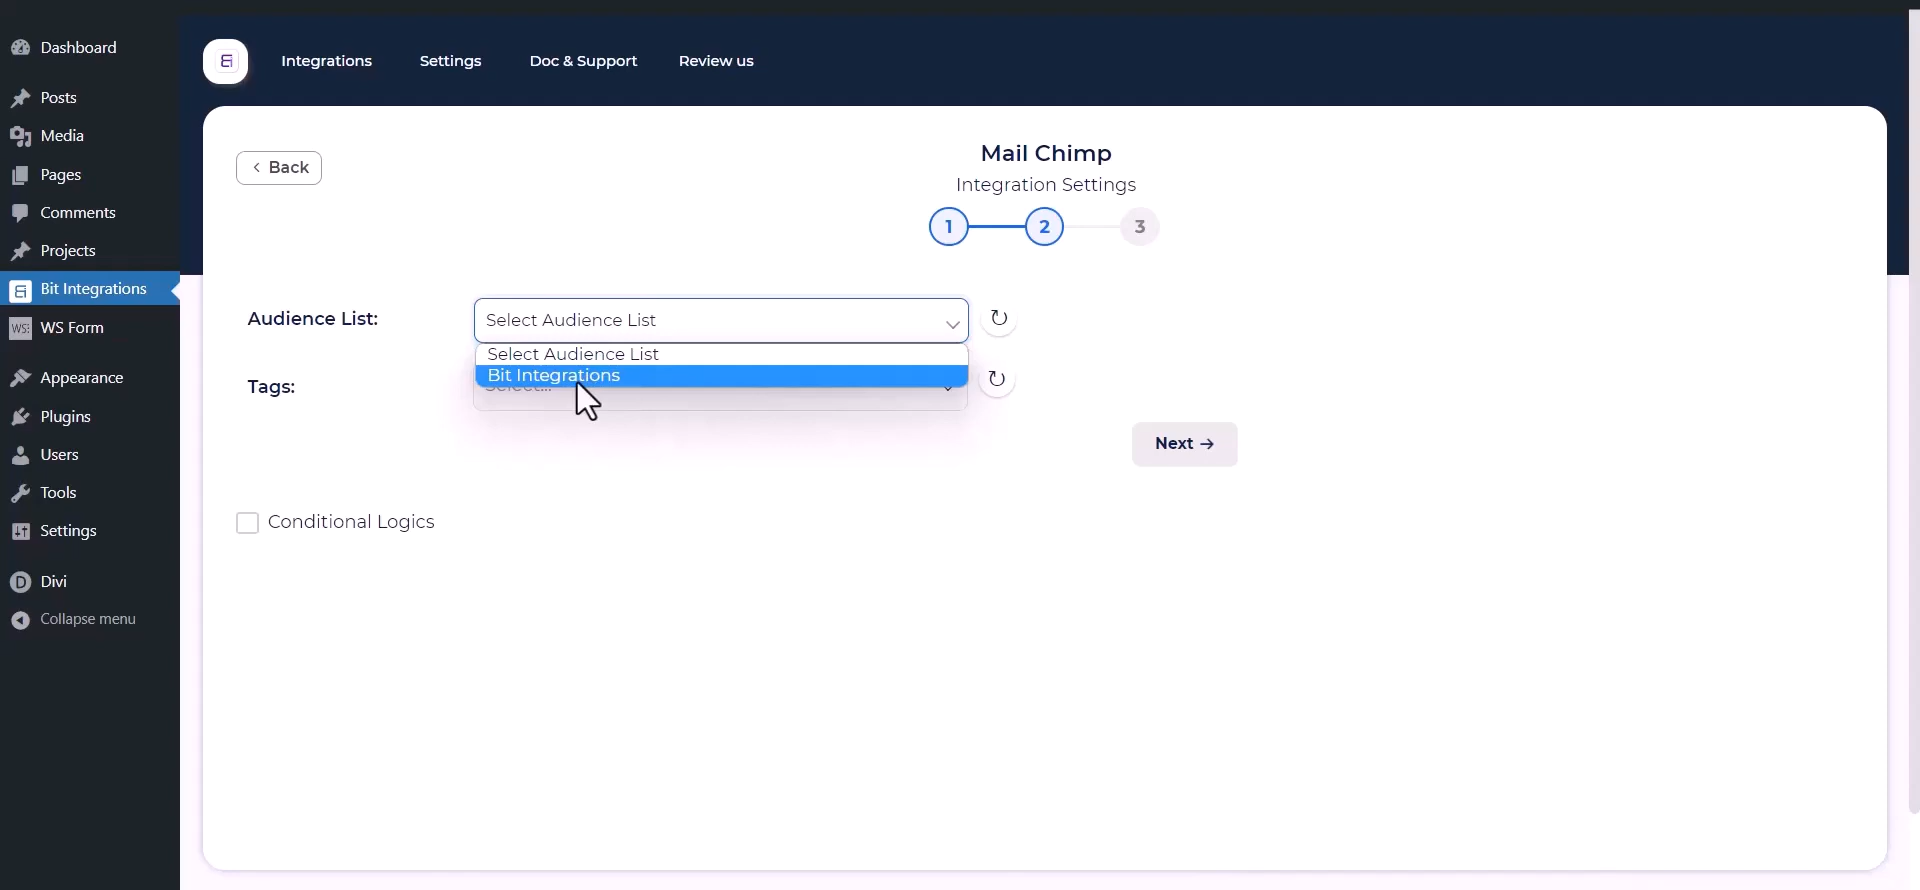 Dashboard
Posts
Media
Pages
Comments
Projects
Bit Integrations
WS Form
Appearance
Plugins
Users
Tools
Settings
Divi
Collapse menu
Integrations
Settings
Doc & Support
Review us
Back
Mail Chimp
Integration Settings
1
2
3
Audience List:
Select Audience List
Select Audience List
Bit Integrations
Tags:
Select...
Next →
Conditional Logics